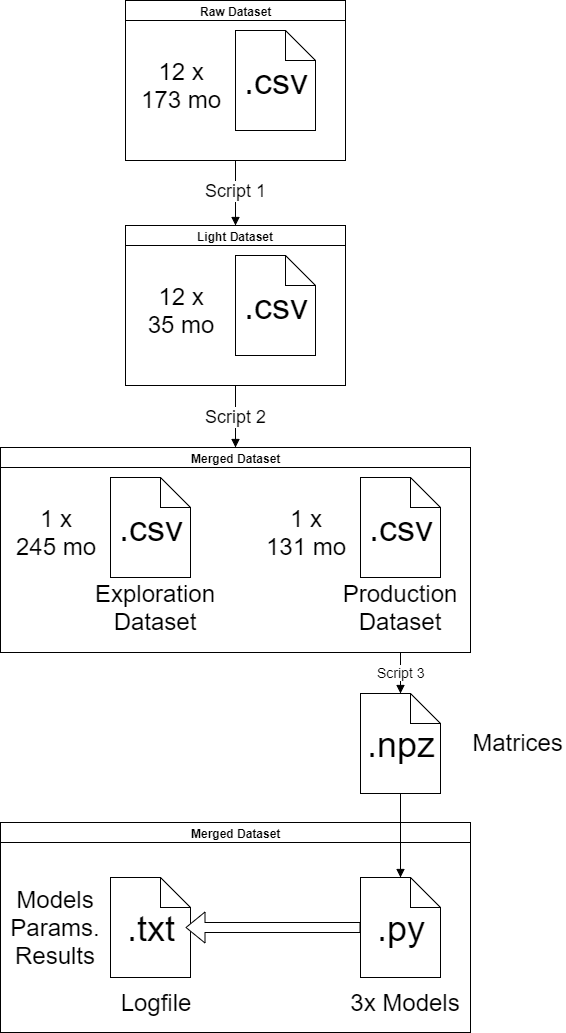 Raw Dataset
12 x
173 mo
.csv
Script 1
Light Dataset
12 x
35 mo
.csv
Script 2
Merged Dataset
1 x
245 mo
.csv
Exploration
Dataset
1 x
131 mo
.csv
Production
Dataset
Script 3
.npz
Matrices
Merged Dataset
Models
Params.
Results
.txt
Logfile
.py
3x Models